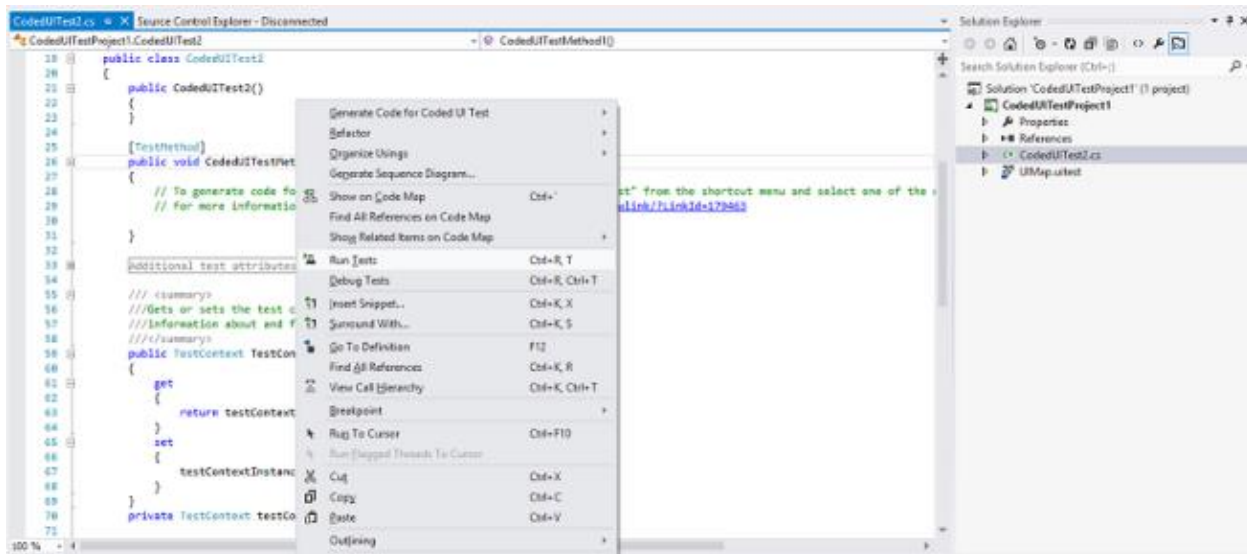 CodedUITest2.cs Source Control Explorer - Disconnected
CodedUITestProject1.CodedUITest2 CodedUITestMethod1()
19 public class CodedUITest2
20 {
21 public CodedUITest2()
22 {
23 }
24
25 [TestMethod]
26 public void CodedUITestMet
27 {
28 // To generate code fo st" from the shortcut menu and select one of the
29 // For more informatio wlink/?LinkId=179463
30
31 }
32
33 Additional test attributes
54
55 /// <summary>
56 ///Gets or sets the test c
57 ///information about and f
58 ///</summary>
59 public TestContext TestCon
60 {
61 get
62 {
63 return testContext
64 }
65 set
66 {
67 testContextInstanc
68 }
69 }
70 private TestContext testCo
71
100 %
Generate Code for Coded UI Test
Refactor
Organize Usings
Generate Sequence Diagram...
Show on Code Map Ctrl+`
Find All References on Code Map
Show Related Items on Code Map
Run Tests Ctrl+R, T
Debug Tests Ctrl+R, Ctrl+T
Insert Snippet... Ctrl+K, X
Surround With... Ctrl+K, S
Go To Definition F12
Find All References Ctrl+K, R
View Call Hierarchy Ctrl+K, Ctrl+T
Breakpoint
Run To Cursor Ctrl+F10
Run Flagged Threads To Cursor
Cut Ctrl+X
Copy Ctrl+C
Paste Ctrl+V
Outlining
Solution Explorer
Search Solution Explorer (Ctrl+;)
Solution 'CodedUITestProject1' (1 project)
CodedUITestProject1
Properties
References
CodedUITest2.cs
UIMap.uitest